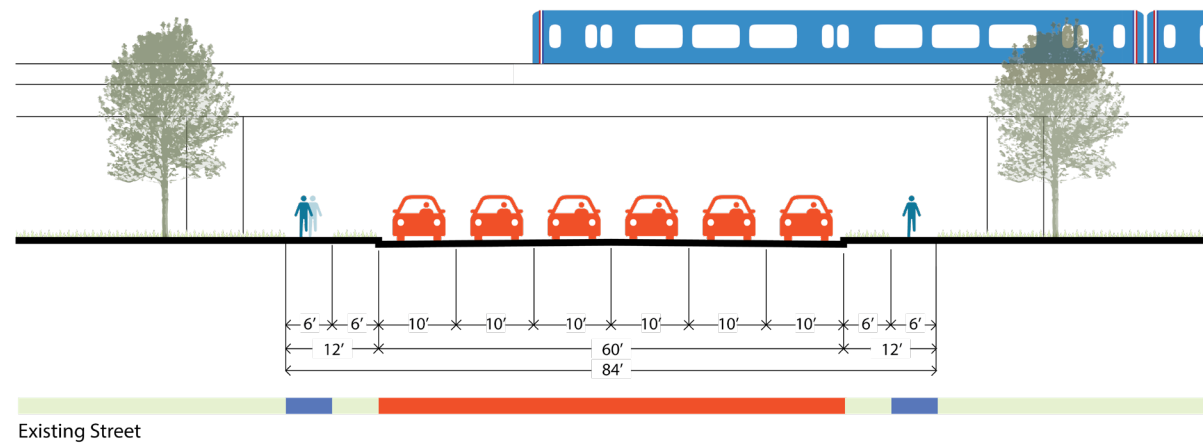 6’ 6’ 10’ 10’ 10’ 10’ 10’ 10’ 6’ 6’
12’ 60’ 12’
84’
Existing Street